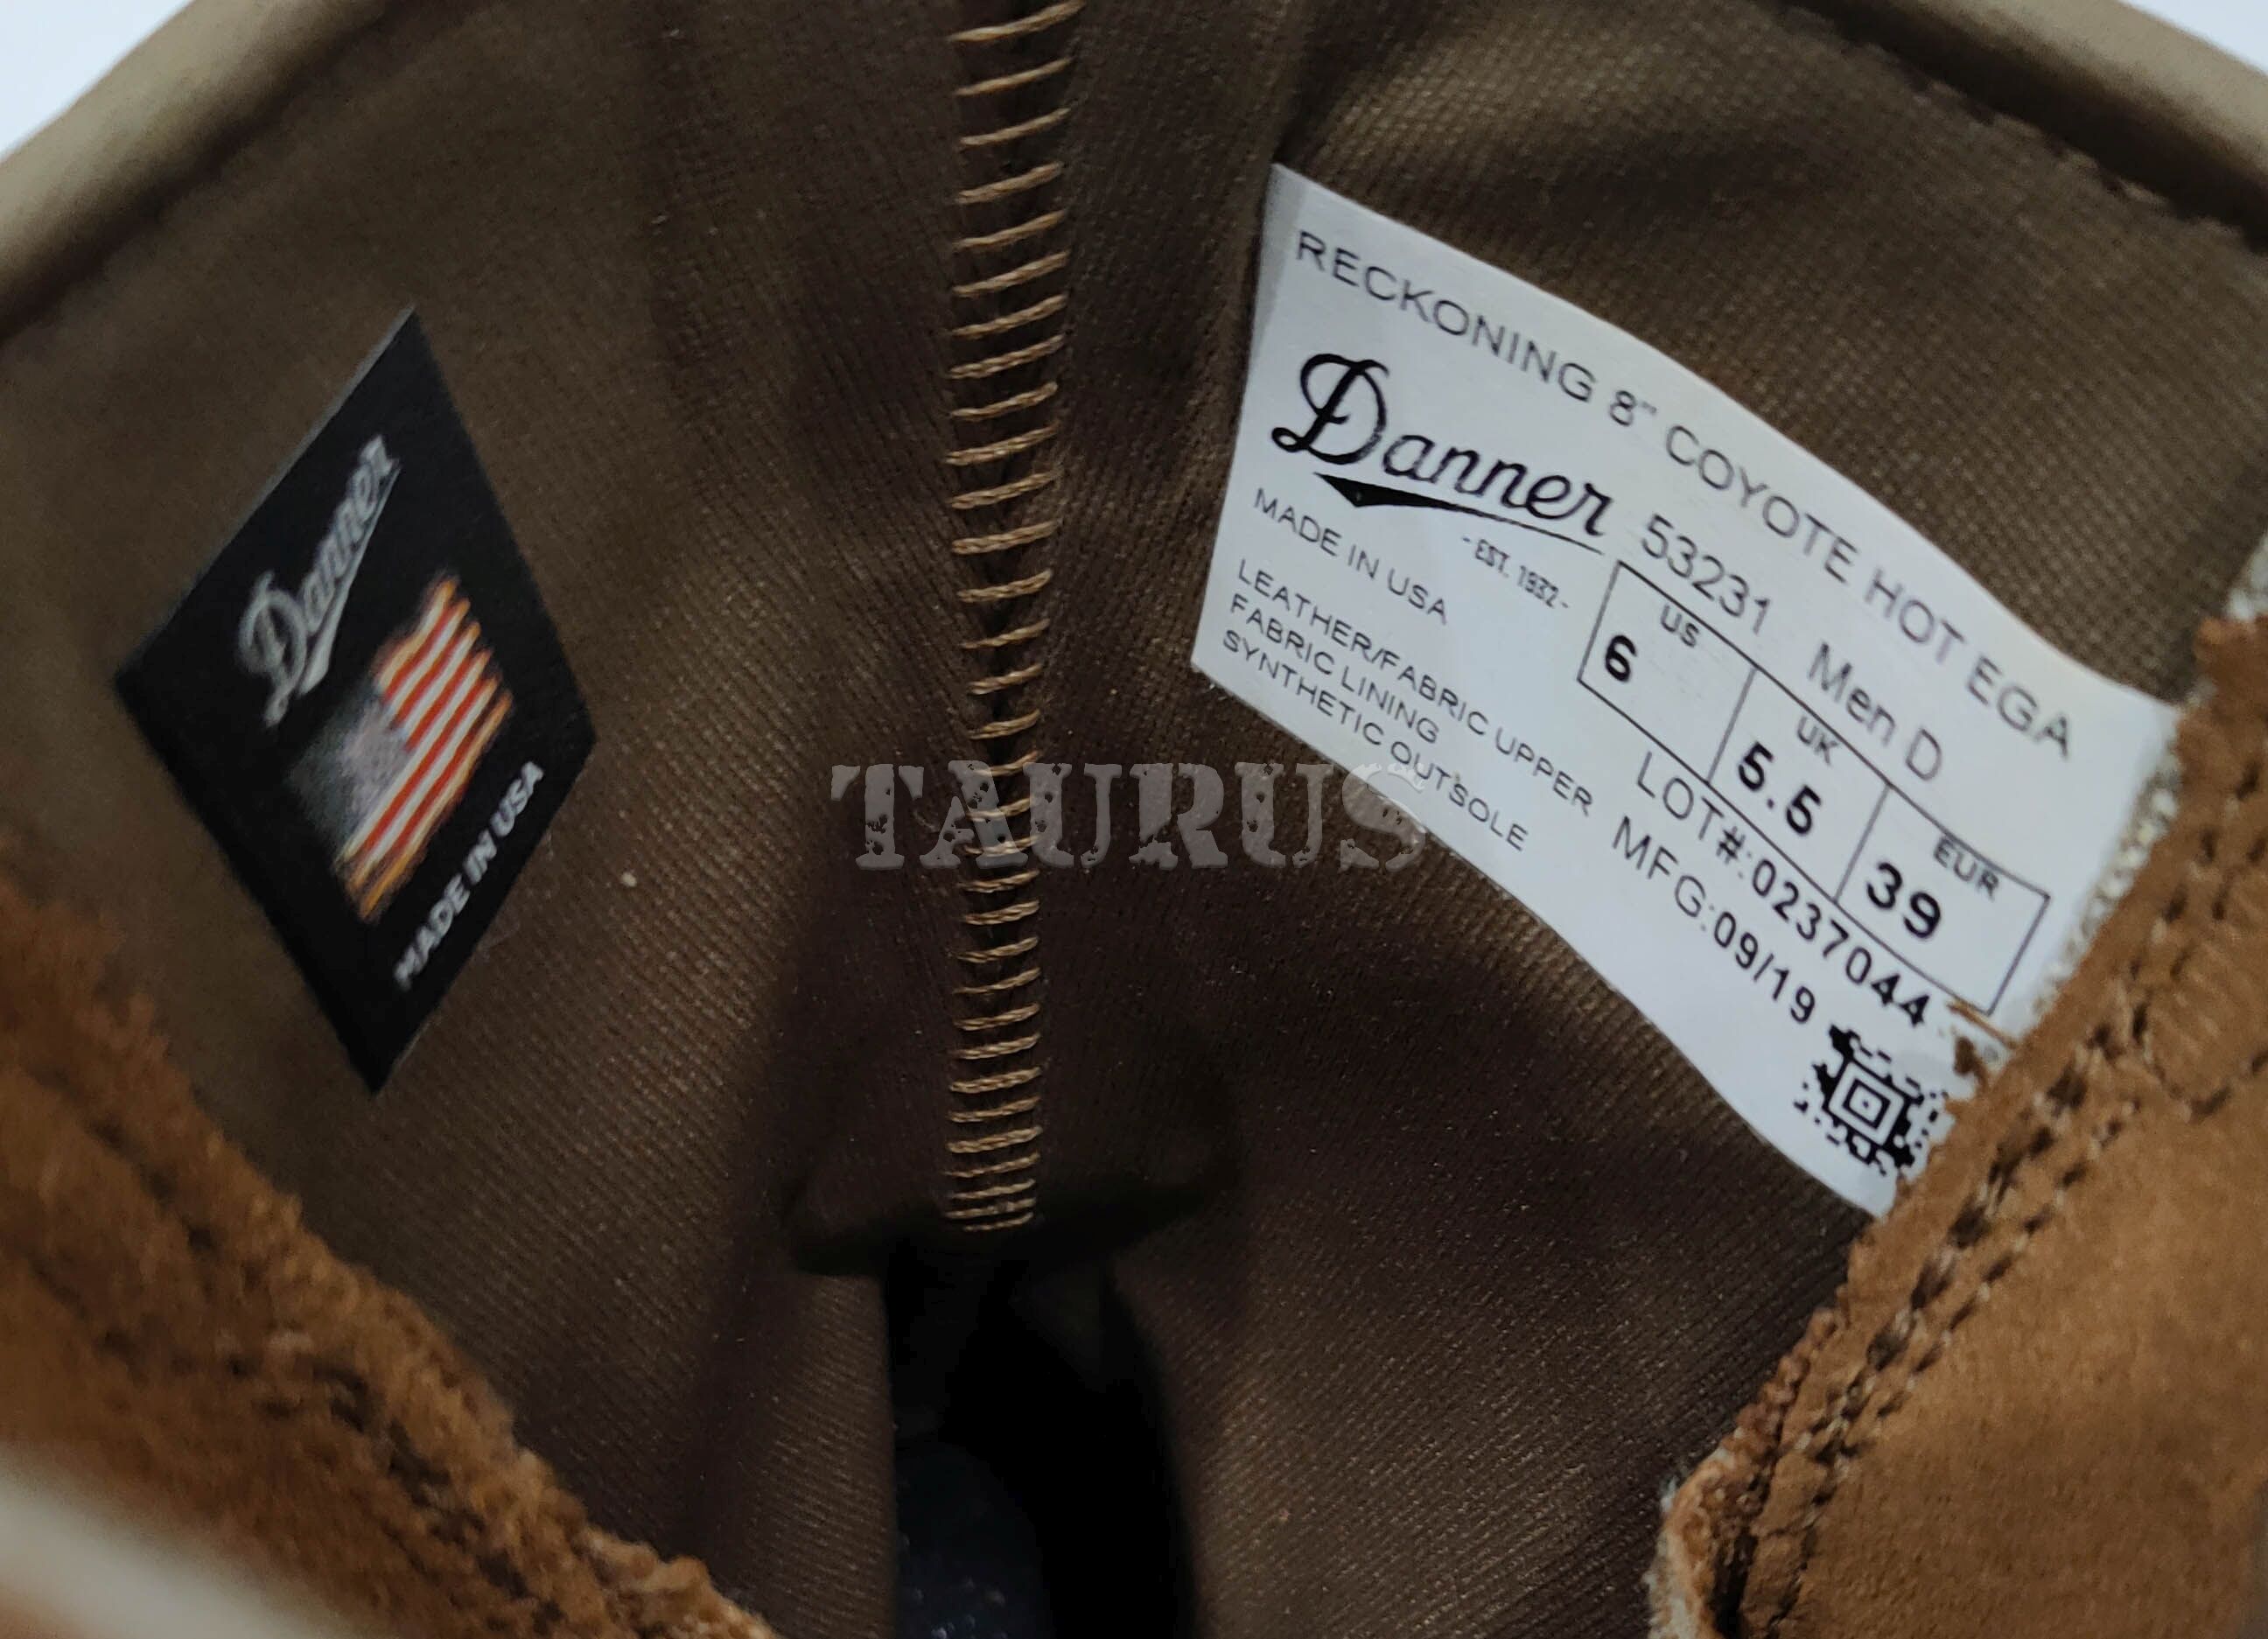 Danner
MADE IN USA
RECKONING 8" COYOTE HOT EGA
Danner 53231 Men D
-EST. 1932-
MADE IN USA
US UK EUR
6 5.5 39
LEATHER/FABRIC UPPER
FABRIC LINING
SYNTHETIC OUTSOLE
LOT#:0237044
MFG:09/19
TAURUS